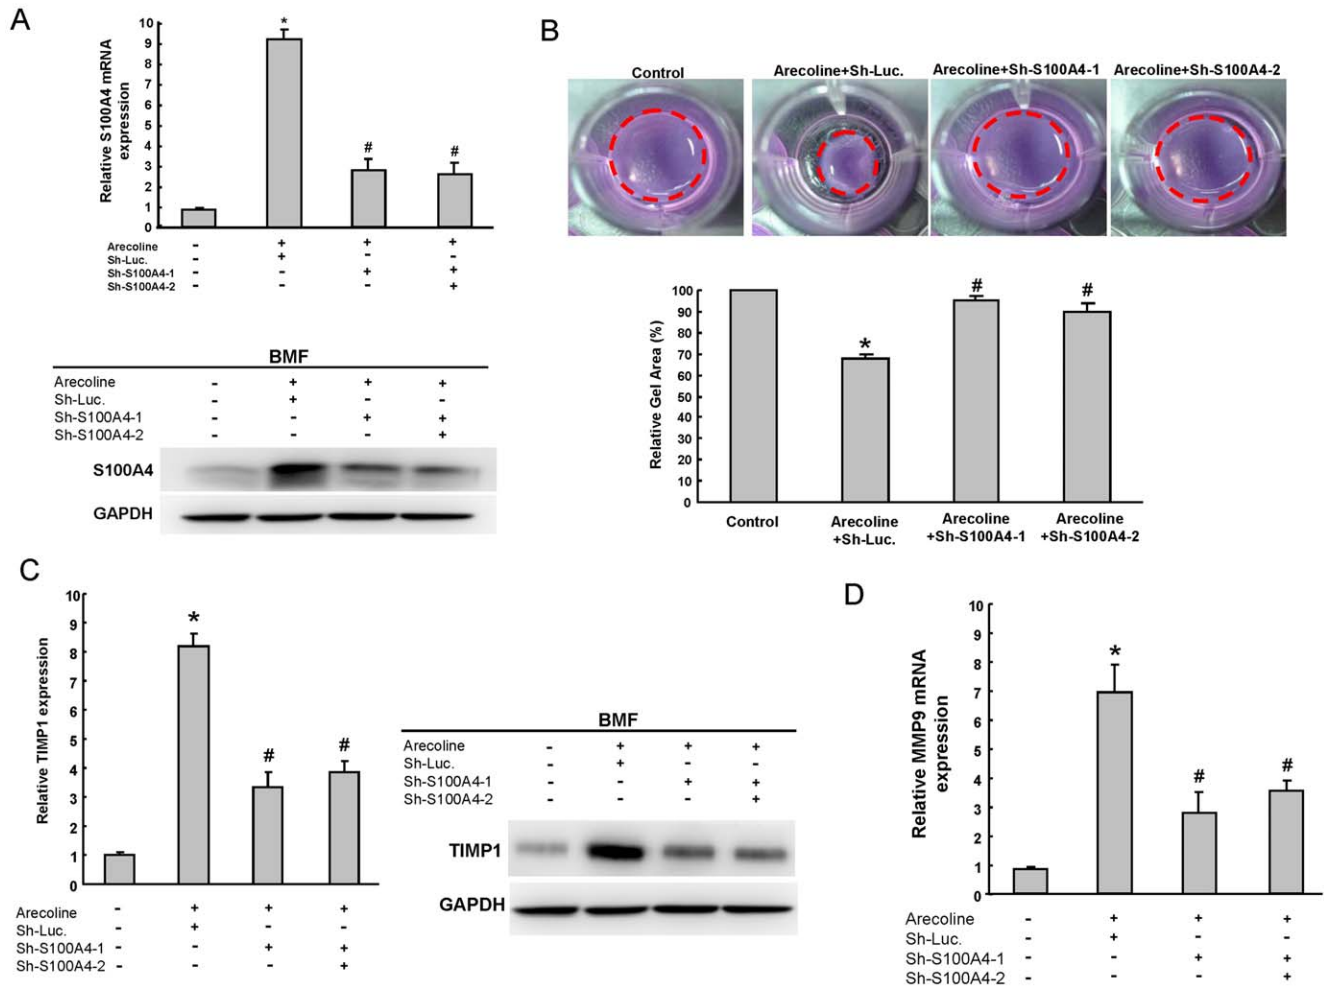 A
Relative S100A4 mRNA
expression
10
9
8
7
6
5
4
3
2
1
0
*
#
#
Arecoline - + + +
Sh-Luc. - + - -
Sh-S100A4-1 - - + +
Sh-S100A4-2 - - - +
BMF
Arecoline - + + +
Sh-Luc. - + - -
Sh-S100A4-1 - - + +
Sh-S100A4-2 - - - +
S100A4
GAPDH
B
Control Arecoline+Sh-Luc. Arecoline+Sh-S100A4-1 Arecoline+Sh-S100A4-2
Relative Gel Area (%)
100
90
80
70
60
50
40
30
20
10
0
*
#
#
Control Arecoline Arecoline Arecoline
+Sh-Luc. +Sh-S100A4-1 +Sh-S100A4-2
C
Relative TIMP1 expression
10
9
8
7
6
5
4
3
2
1
0
*
#
#
Arecoline - + + +
Sh-Luc. - + - -
Sh-S100A4-1 - - + +
Sh-S100A4-2 - - - +
BMF
Arecoline - + + +
Sh-Luc. - + - -
Sh-S100A4-1 - - + +
Sh-S100A4-2 - - - +
TIMP1
GAPDH
D
Relative MMP9 mRNA
expression
10
9
8
7
6
5
4
3
2
1
0
*
#
#
Arecoline - + + +
Sh-Luc. - + - -
Sh-S100A4-1 - - + +
Sh-S100A4-2 - - - +